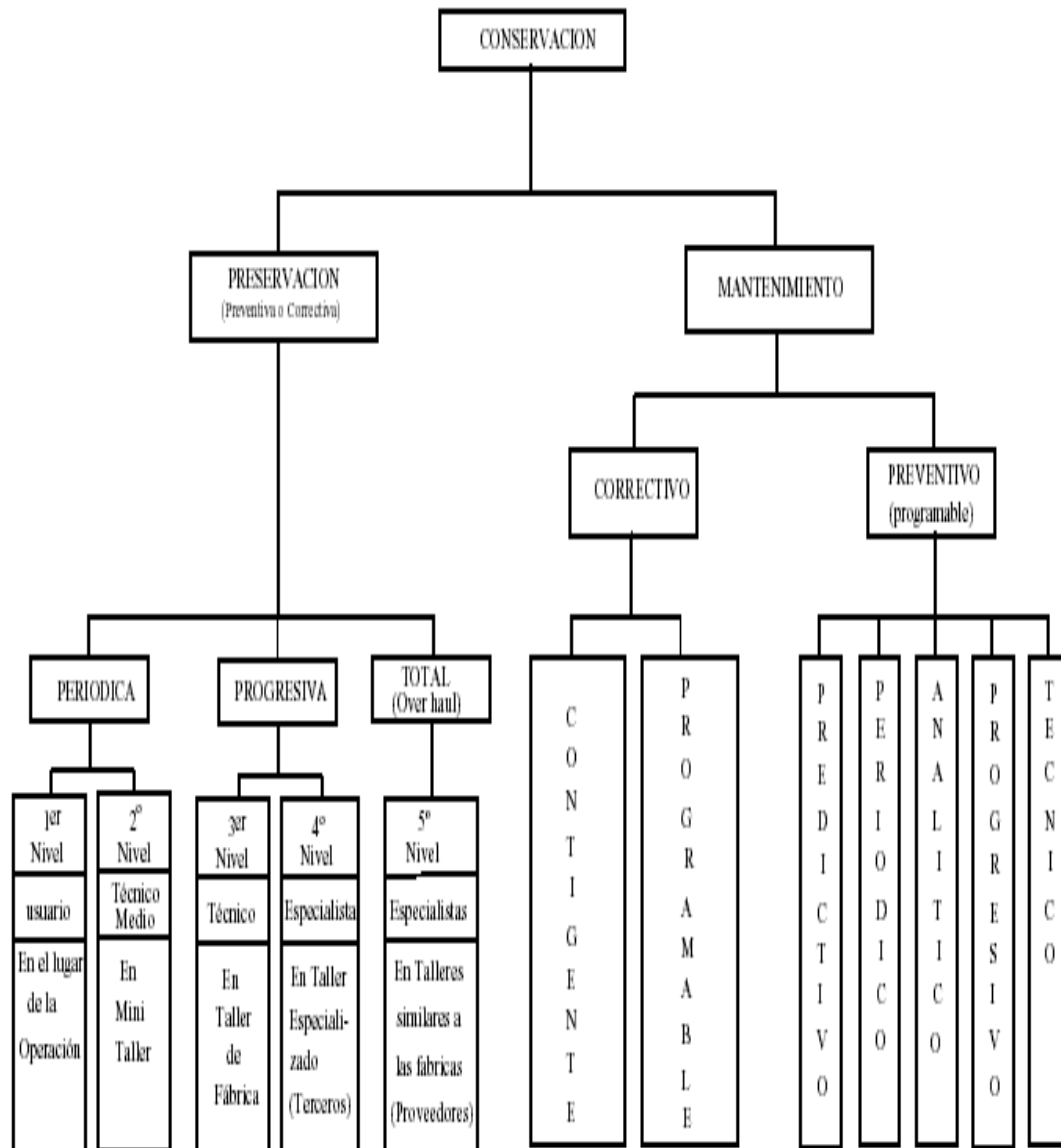 CONSERVACION
PRESERVACION
(Preventiva o Correctiva)
MANTENIMIENTO
CORRECTIVO
PREVENTIVO
(programable)
PERIODICA
PROGRESIVA
TOTAL
(Over haul)
1er
Nivel
usuario
En el lugar
de la
Operación
2º
Nivel
Técnico
Medio
En
Mini
Taller
3er
Nivel
Técnico
En
Taller
de
Fábrica
4º
Nivel
Especialista
En Taller
Especiali-
zado
(Terceros)
5º
Nivel
Especialistas
En Talleres
similares a
las fabricas
(Proveedores)
CONTIGENTE
PROGRAMABLE
PREDICTIVO
PERIODICO
ANALITICO
PROGRESIVO
TECNICO